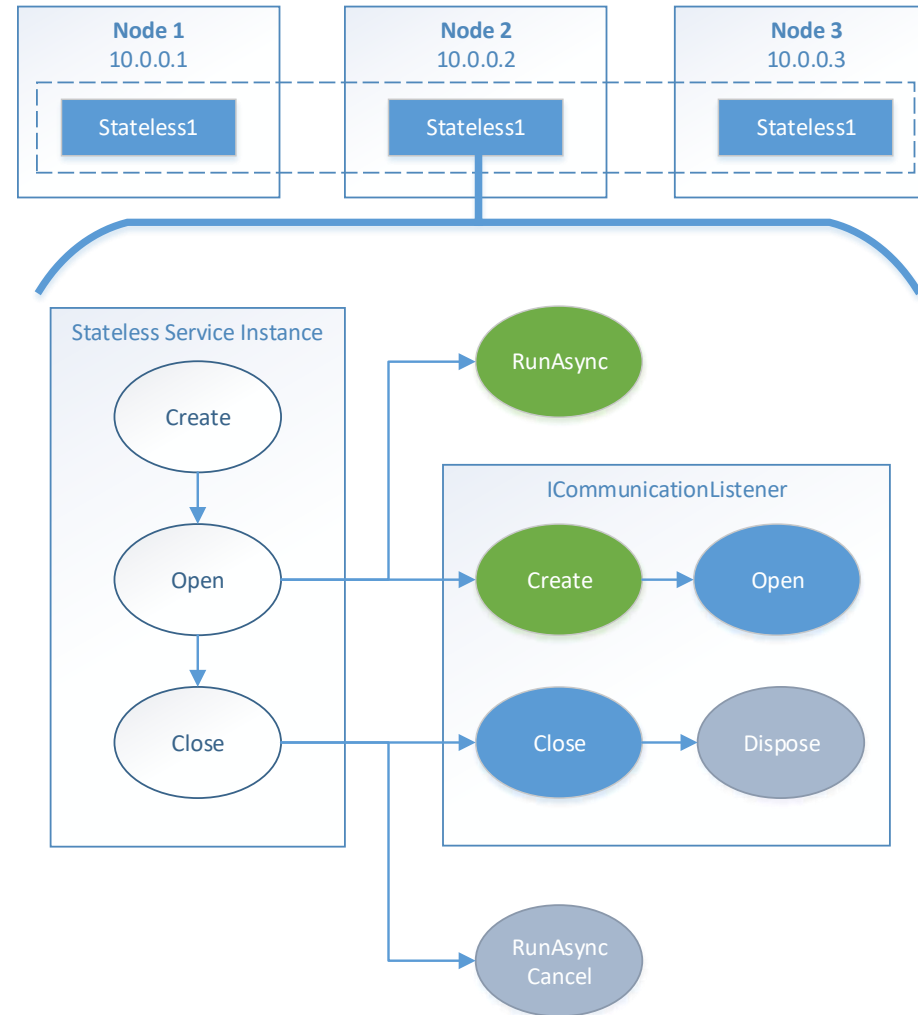 Node 1
10.0.0.1
Node 2
10.0.0.2
Node 3
10.0.0.3
Stateless1
Stateless1
Stateless1
Stateless Service Instance
Create
Open
Close
RunAsync
ICommunicationListener
Create
Open
Close
Dispose
RunAsync
Cancel